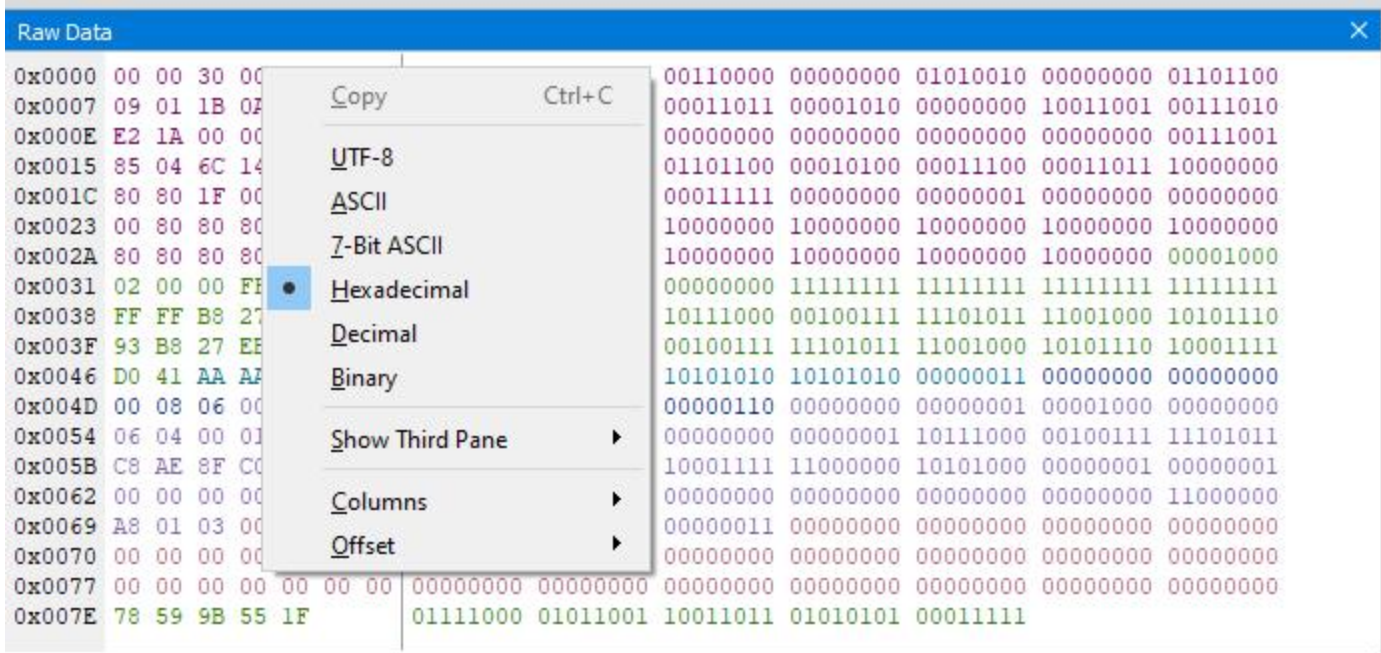 Raw Data
0x0000 00 00 30 00 00110000 00000000 01010010 00000000 01101100
0x0007 09 01 1B 0A 00011011 00001010 00000000 10011001 00111010
0x000E E2 1A 00 00 00000000 00000000 00000000 00000000 00111001
0x0015 85 04 6C 14 01101100 00010100 00011100 00011011 10000000
0x001C 80 80 1F 00 00011111 00000000 00000001 00000000 00000000
0x0023 00 80 80 80 10000000 10000000 10000000 10000000 10000000
0x002A 80 80 80 80 10000000 10000000 10000000 10000000 00001000
0x0031 02 00 00 FF 00000000 11111111 11111111 11111111 11111111
0x0038 FF FF B8 27 10111000 00100111 11101011 11001000 10101110
0x003F 93 B8 27 EB 00100111 11101011 11001000 10101110 10001111
0x0046 D0 41 AA AA 10101010 10101010 00000011 00000000 00000000
0x004D 00 08 06 00 00000110 00000000 00000001 00001000 00000000
0x0054 06 04 00 01 00000000 00000001 10111000 00100111 11101011
0x005B C8 AE 8F C0 10001111 11000000 10101000 00000001 00000001
0x0062 00 00 00 00 00000000 00000000 00000000 00000000 11000000
0x0069 A8 01 03 00 00000011 00000000 00000000 00000000 00000000
0x0070 00 00 00 00 00000000 00000000 00000000 00000000 00000000
0x0077 00 00 00 00 00 00 00 00000000 00000000 00000000 00000000 00000000 00000000 00000000
0x007E 78 59 9B 55 1F 01111000 01011001 10011011 01010101 00011111
Copy Ctrl+C
UTF-8
ASCII
7-Bit ASCII
Hexadecimal
Decimal
Binary
Show Third Pane
Columns
Offset